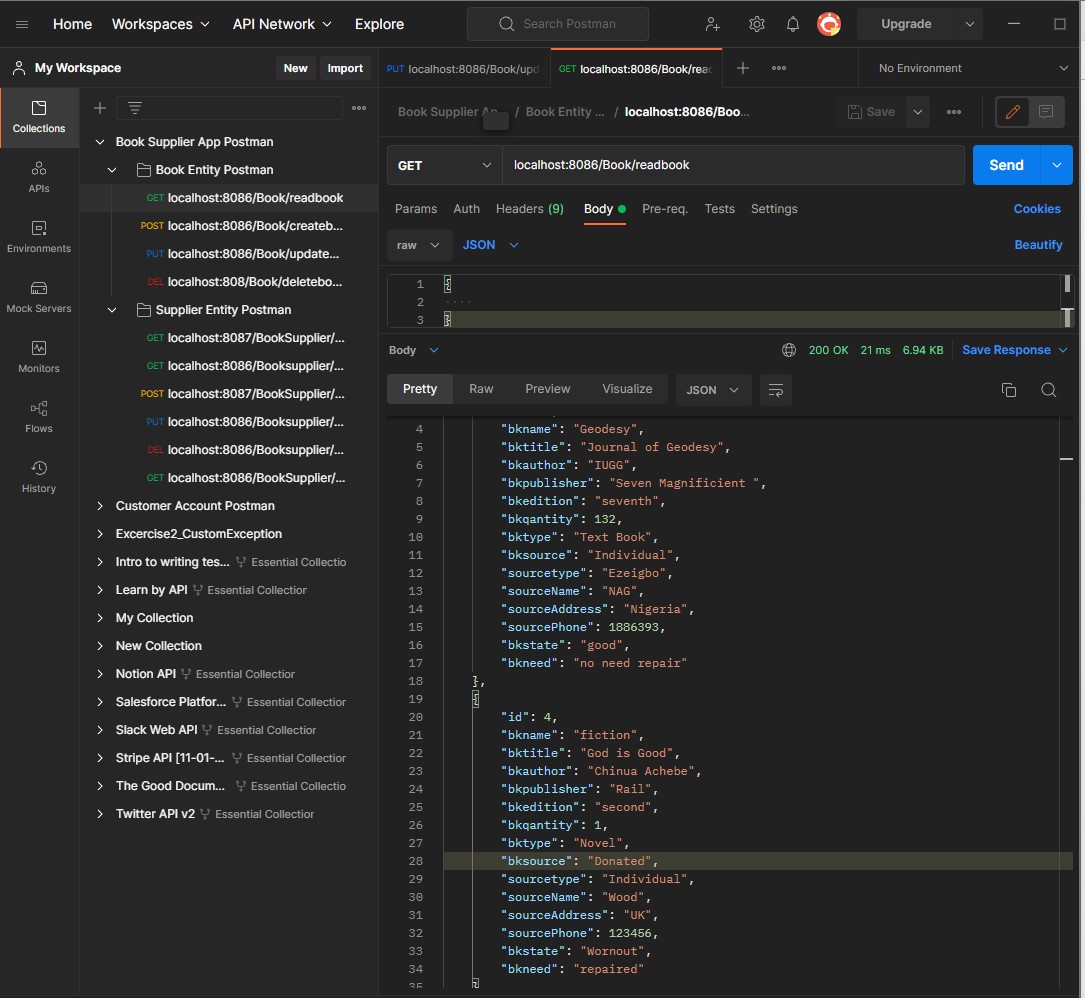 Home Workspaces API Network Explore Search Postman Upgrade
My Workspace New Import
PUT localhost:8086/Book/upd GET localhost:8086/Book/rea No Environment
Collections
APIs
Environments
Mock Servers
Monitors
Flows
History
Book Supplier App Postman
Book Entity Postman
GET localhost:8086/Book/readbook
POST localhost:8086/Book/createb...
PUT localhost:8086/Book/update...
DEL localhost:808/Book/deletebo...
Supplier Entity Postman
GET localhost:8087/BookSupplier/...
GET localhost:8086/Booksupplier/...
POST localhost:8087/BookSupplier/...
PUT localhost:8086/Booksupplier/...
DEL localhost:8086/Booksupplier/...
GET localhost:8086/BookSupplier/...
Customer Account Postman
Excercise2_CustomException
Intro to writing tes... Essential Collectio
Learn by API Essential Collection
My Collection
New Collection
Notion API Essential Collection
Salesforce Platfor... Essential Collection
Slack Web API Essential Collection
Stripe API [11-01-... Essential Collection
The Good Docum... Essential Collectio
Twitter API v2 Essential Collection
Book Supplier Ap... / Book Entity ... / localhost:8086/Boo... Save
GET localhost:8086/Book/readbook Send
Params Auth Headers (9) Body Pre-req. Tests Settings Cookies
raw JSON Beautify
1 {
2 ....
3 }
Body 200 OK 21 ms 6.94 KB Save Response
Pretty Raw Preview Visualize JSON
4 "bkname": "Geodesy",
5 "bktitle": "Journal of Geodesy",
6 "bkauthor": "IUGG",
7 "bkpublisher": "Seven Magnificient ",
8 "bkedition": "seventh",
9 "bkqantity": 132,
10 "bktype": "Text Book",
11 "bksource": "Individual",
12 "sourcetype": "Ezeigbo",
13 "sourceName": "NAG",
14 "sourceAddress": "Nigeria",
15 "sourcePhone": 1886393,
16 "bkstate": "good",
17 "bkneed": "no need repair"
18 },
19 {
20 "id": 4,
21 "bkname": "fiction",
22 "bktitle": "God is Good",
23 "bkauthor": "Chinua Achebe",
24 "bkpublisher": "Rail",
25 "bkedition": "second",
26 "bkqantity": 1,
27 "bktype": "Novel",
28 "bksource": "Donated",
29 "sourcetype": "Individual",
30 "sourceName": "Wood",
31 "sourceAddress": "UK",
32 "sourcePhone": 123456,
33 "bkstate": "Wornout",
34 "bkneed": "repaired"
35 }